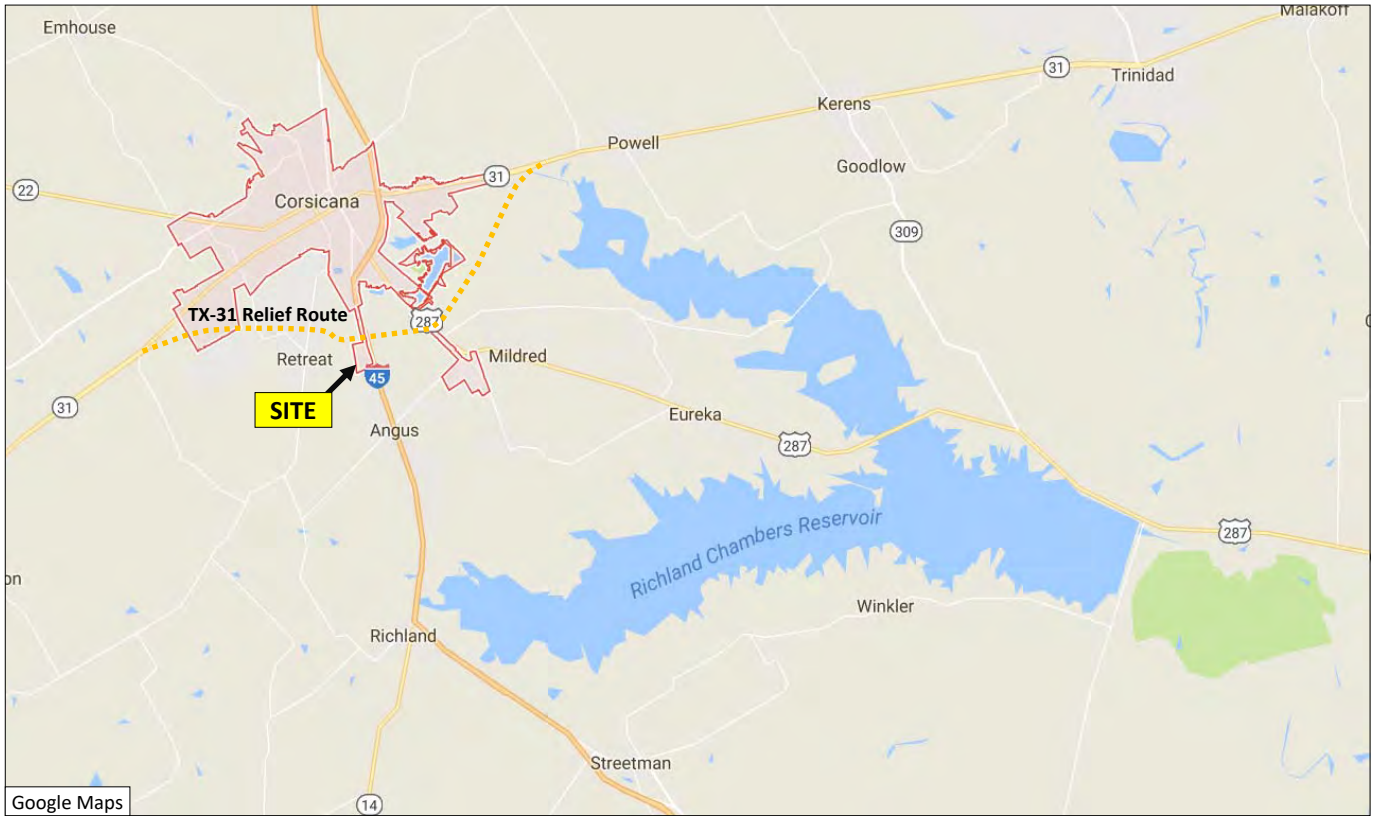 Malakoff
Emhouse
31
Trinidad
Kerens
Powell
Goodlow
31
22
Corsicana
309
TX-31 Relief Route
287
Retreat
Mildred
45
SITE
31
Eureka
Angus
287
Richland Chambers Reservoir
287
on
Winkler
Richland
Streetman
Google Maps
14